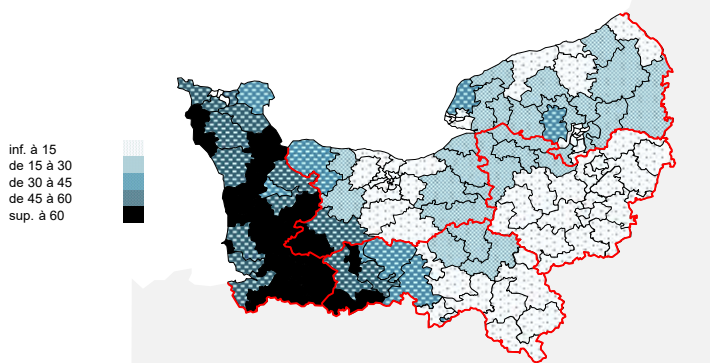 inf. à 15
de 15 à 30
de 30 à 45
de 45 à 60
sup. à 60